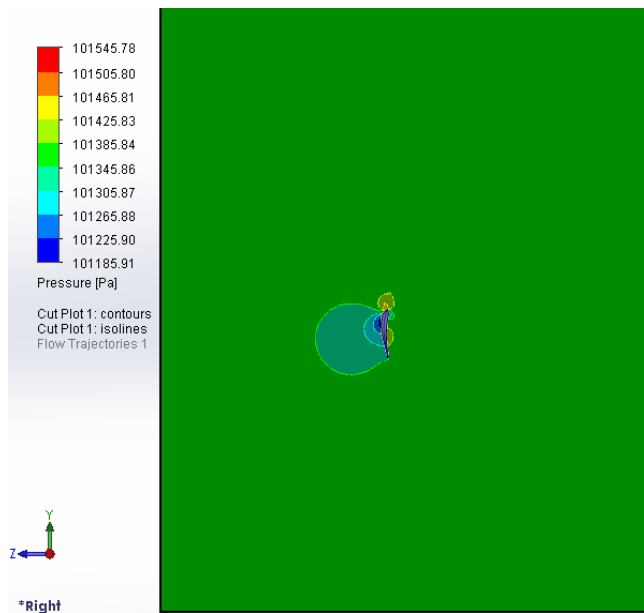 101545.78
101505.80
101465.81
101425.83
101385.84
101345.86
101305.87
101265.88
101225.90
101185.91
Pressure [Pa]
Cut Plot 1: contours
Cut Plot 1: isolines
Flow Trajectories 1
Y
Z
*Right